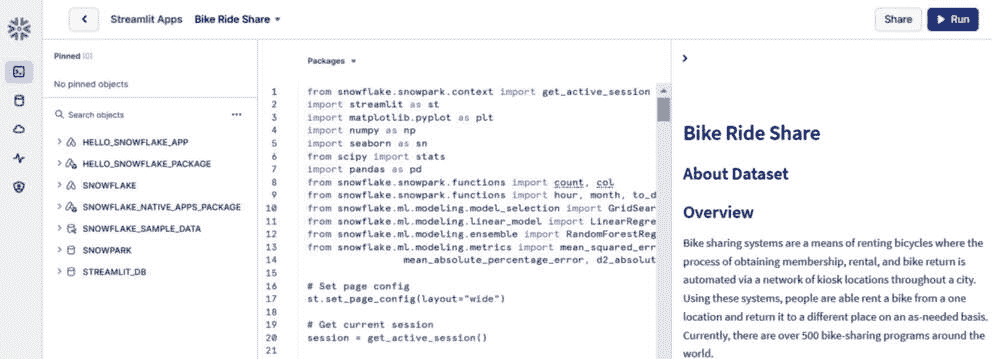 Streamlit Apps Bike Ride Share
Share
Run
Pinned (0)
No pinned objects
Search objects
HELLO_SNOWFLAKE_APP
HELLO_SNOWFLAKE_PACKAGE
SNOWFLAKE
SNOWFLAKE_NATIVE_APPS_PACKAGE
SNOWFLAKE_SAMPLE_DATA
SNOWPARK
STREAMLIT_DB
Packages
1 from snowflake.snowpark.context import get_active_session
2 import streamlit as st
3 import matplotlib.pyplot as plt
4 import numpy as np
5 import seaborn as sn
6 from scipy import stats
7 import pandas as pd
8 from snowflake.snowpark.functions import count, col
9 from snowflake.snowpark.functions import hour, month, to_d
10 from snowflake.ml.modeling.model_selection import GridSear
11 from snowflake.ml.modeling.linear_model import LinearRegre
12 from snowflake.ml.modeling.ensemble import RandomForestReg
13 from snowflake.ml.modeling.metrics import mean_squared_err
14 mean_absolute_percentage_error, d2_absolut
15
16 # Set page config
17 st.set_page_config(layout="wide")
18
19 # Get current session
20 session = get_active_session()
21
Bike Ride Share
About Dataset
Overview
Bike sharing systems are a means of renting bicycles where the
process of obtaining membership, rental, and bike return is
automated via a network of kiosk locations throughout a city.
Using these systems, people are able rent a bike from a one
location and return it to a different place on an as-needed basis.
Currently, there are over 500 bike-sharing programs around the
world.